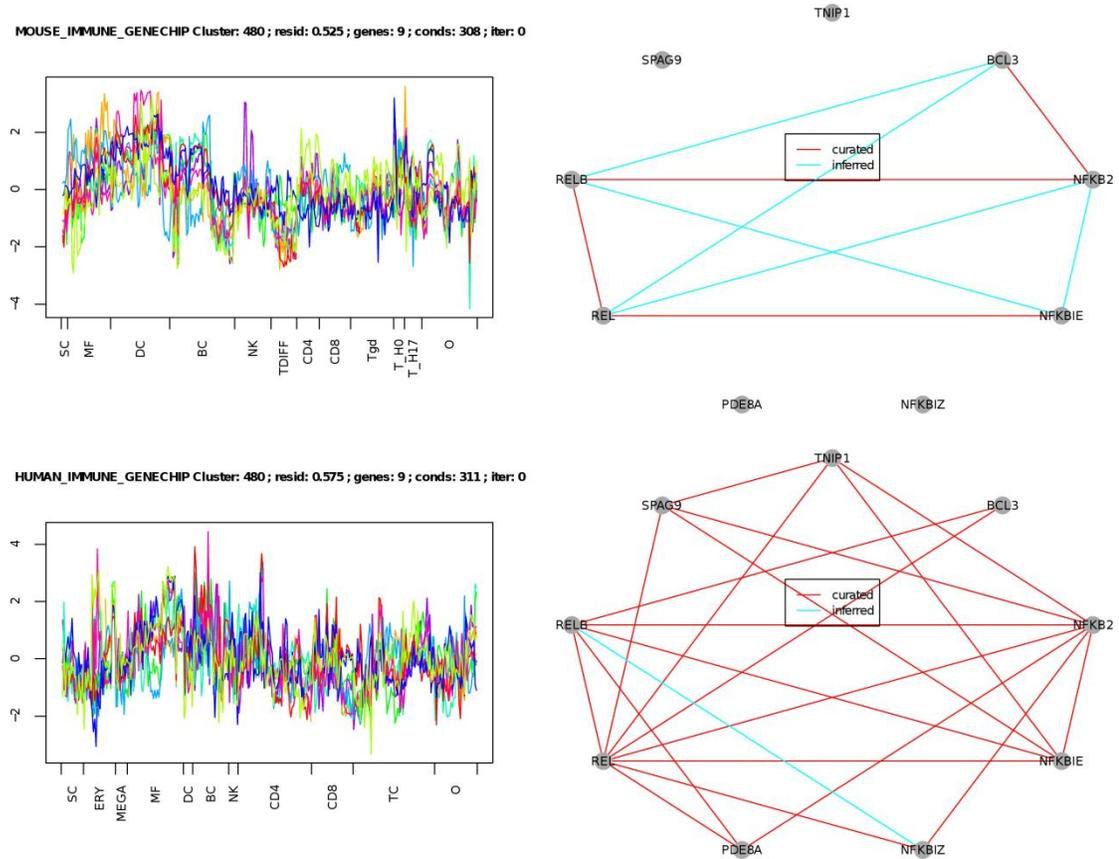 MOUSE_IMMUNE_GENECHIP Cluster: 480 ; resid: 0.525 ; genes: 9 ; conds: 308 ; iter: 0
2
0
-2
-4
SC
MF
DC
BC
NK
TDIFF
CD4
CD8
Tgd
T_H0
T_H17
O
TNIP1
SPAG9
BCL3
curated
inferred
RELB
NFKB2
REL
NFKBIE
PDE8A
NFKBIZ
HUMAN_IMMUNE_GENECHIP Cluster: 480 ; resid: 0.575 ; genes: 9 ; conds: 311 ; iter: 0
4
2
0
-2
SC
ERY
MEGA
MF
DC
BC
NK
CD4
CD8
TC
O
TNIP1
SPAG9
BCL3
curated
inferred
RELB
NFKB2
REL
NFKBIE
PDE8A
NFKBIZ